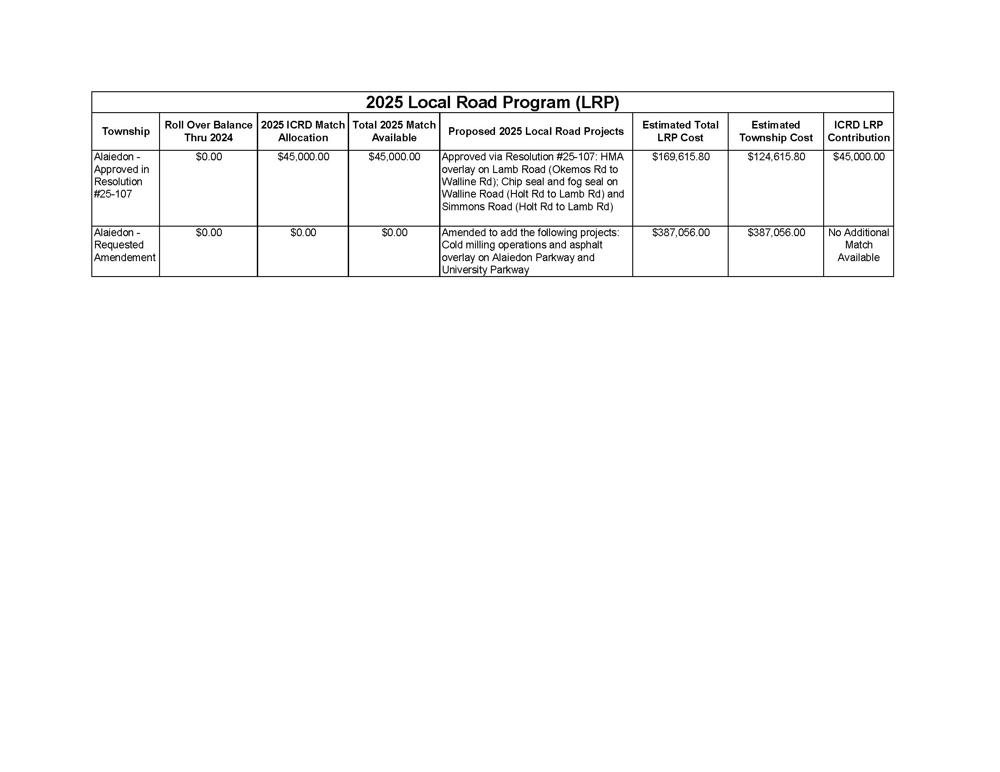 2025 Local Road Program (LRP)
Township
Roll Over Balance
Thru 2024
2025 ICRD Match
Allocation
Total 2025 Match
Available
Proposed 2025 Local Road Projects
Estimated Total
LRP Cost
Estimated
Township Cost
ICRD LRP
Contribution
Alaiedon -
Approved in
Resolution
#25-107
$0.00
$45,000.00
$45,000.00
Approved via Resolution #25-107: HMA
overlay on Lamb Road (Okemos Rd to
Walline Rd); Chip seal and fog seal on
Walline Road (Holt Rd to Lamb Rd) and
Simmons Road (Holt Rd to Lamb Rd)
$169,615.80
$124,615.80
$45,000.00
Alaiedon -
Requested
Amendement
$0.00
$0.00
$0.00
Amended to add the following projects:
Cold milling operations and asphalt
overlay on Alaiedon Parkway and
University Parkway
$387,056.00
$387,056.00
No Additional
Match
Available